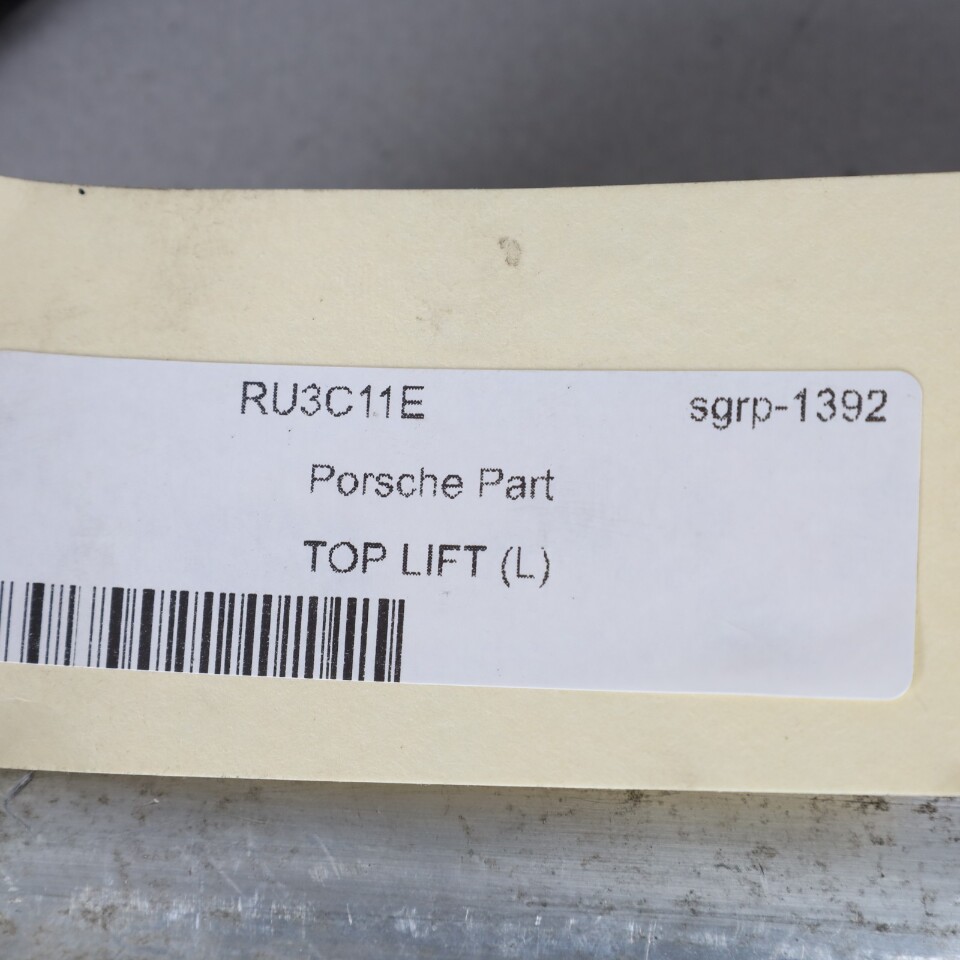 RU3C11E sgrp-1392
Porsche Part
TOP LIFT (L)